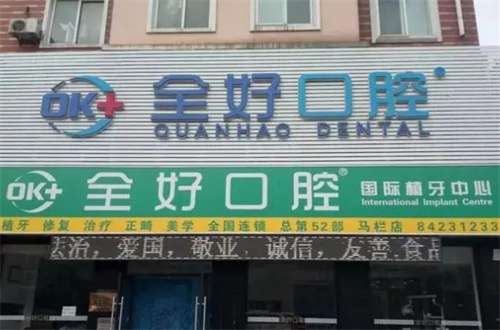 OK+ 全好口腔®
QUANHAO DENTAL
OK+ 全好口腔® 国际植牙中心
International Implant Centre
植牙 修复 治疗 正畸 美学 全国连锁 总第52部 马栏店 84231233
法治，爱国，敬业、诚信，友善·食品